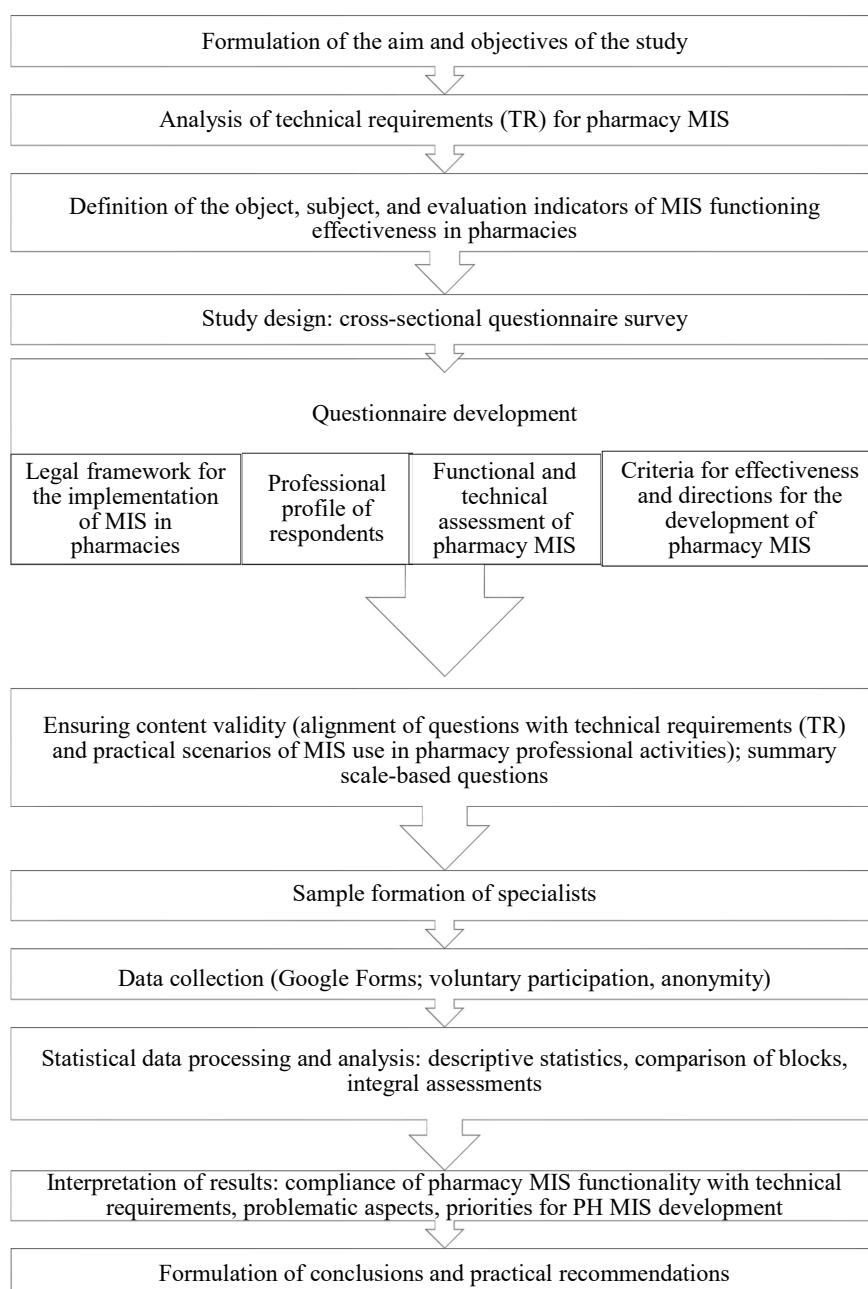 Formulation of the aim and objectives of the study
Analysis of technical requirements (TR) for pharmacy MIS
Definition of the object, subject, and evaluation indicators of MIS functioning
effectiveness in pharmacies
Study design: cross-sectional questionnaire survey
Questionnaire development
Legal framework for
the implementation
of MIS in
pharmacies
Professional
profile of
respondents
Functional and
technical
assessment of
pharmacy MIS
Criteria for effectiveness
and directions for the
development of
pharmacy MIS
Ensuring content validity (alignment of questions with technical requirements (TR)
and practical scenarios of MIS use in pharmacy professional activities); summary
scale-based questions
Sample formation of specialists
Data collection (Google Forms; voluntary participation, anonymity)
Statistical data processing and analysis: descriptive statistics, comparison of blocks,
integral assessments
Interpretation of results: compliance of pharmacy MIS functionality with technical
requirements, problematic aspects, priorities for PH MIS development
Formulation of conclusions and practical recommendations